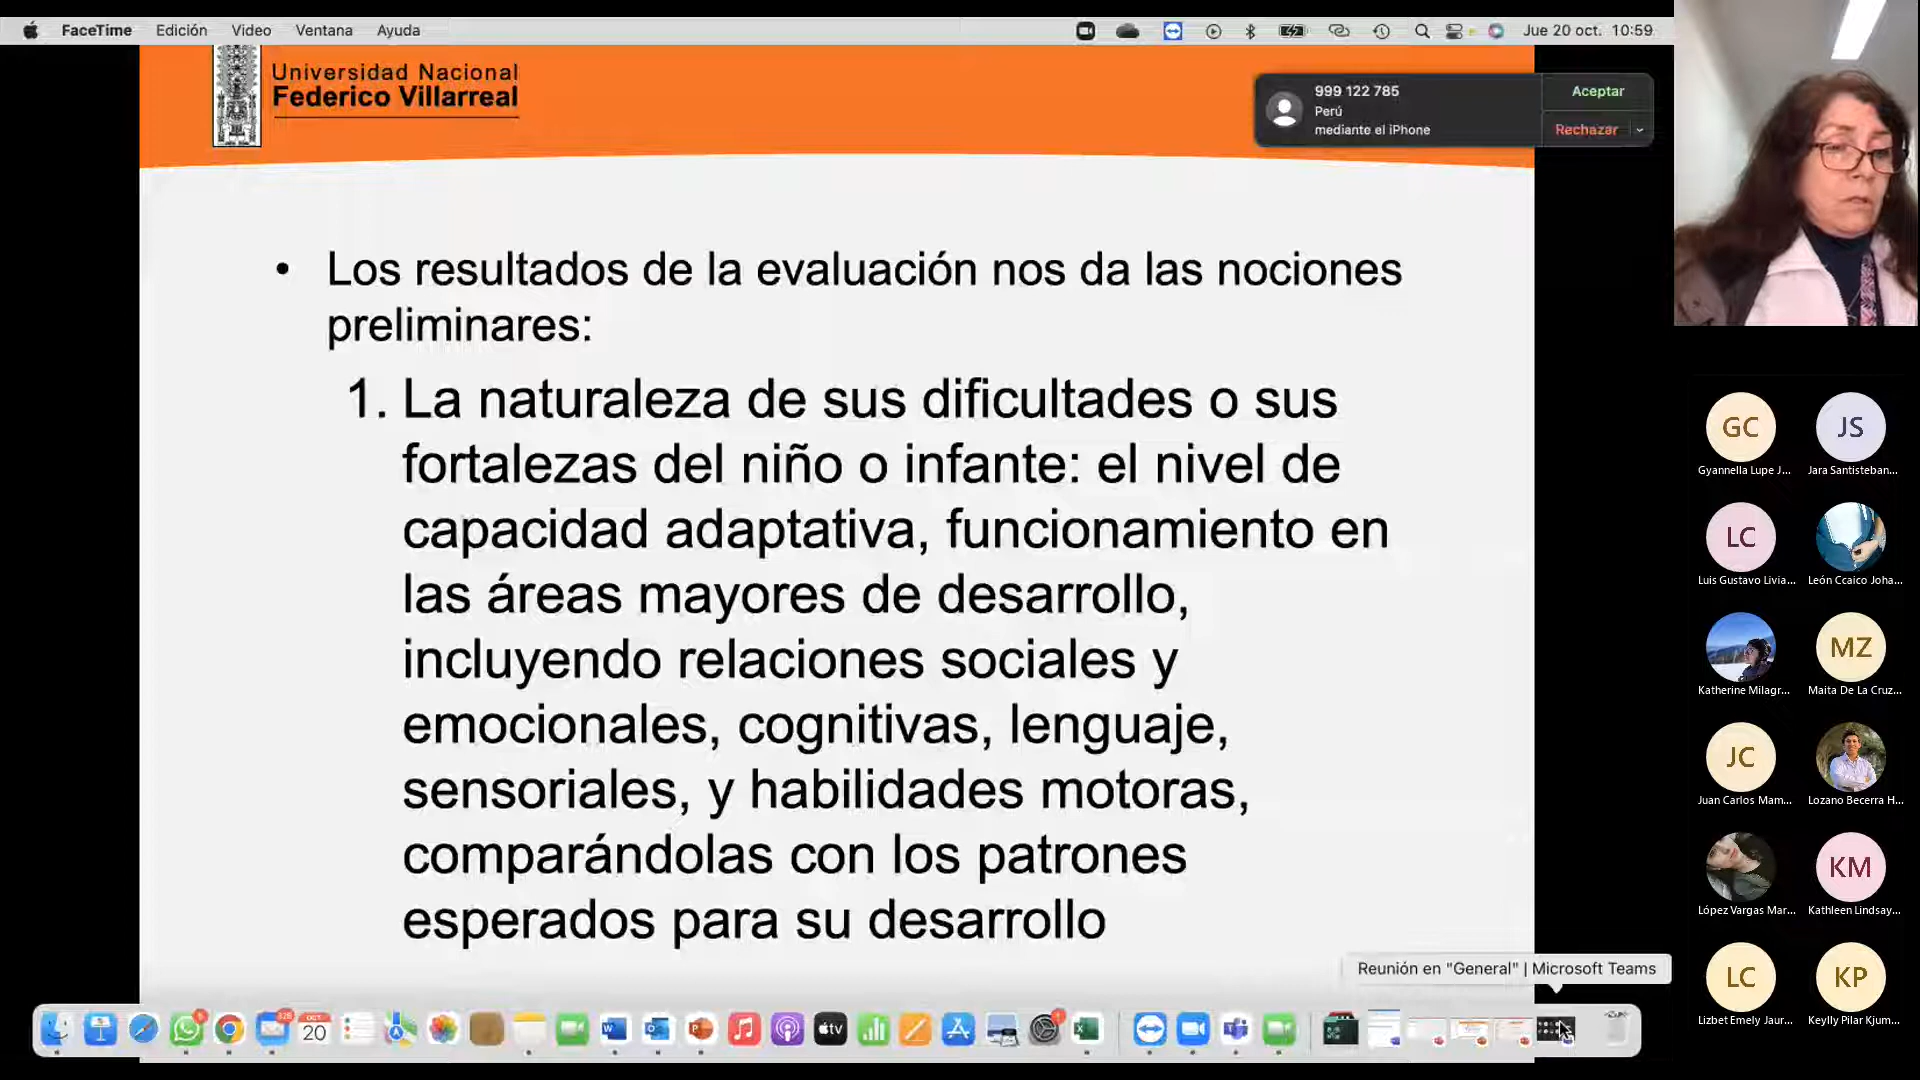 FaceTime Edición Video Ventana Ayuda
Jue 20 oct. 10:59
Universidad Nacional
Federico Villarreal
999 122 785
Perú
mediante el iPhone
Aceptar
Rechazar
• Los resultados de la evaluación nos da las nociones
preliminares:
1. La naturaleza de sus dificultades o sus
fortalezas del niño o infante: el nivel de
capacidad adaptativa, funcionamiento en
las áreas mayores de desarrollo,
incluyendo relaciones sociales y
emocionales, cognitivas, lenguaje,
sensoriales, y habilidades motoras,
comparándolas con los patrones
esperados para su desarrollo
Reunión en "General" | Microsoft Teams
OCT
20
tv
GC JS
Gyannella Lupe J... Jara Santisteban...
LC
Luis Gustavo Livia... León Ccaico Joha...
MZ
Katherine Milagr... Maita De La Cruz...
JC
Juan Carlos Mam... Lozano Becerra H...
KM
López Vargas Mar... Kathleen Lindsay...
LC KP
Lizbet Emely Jaur... Keylly Pilar Kjum...